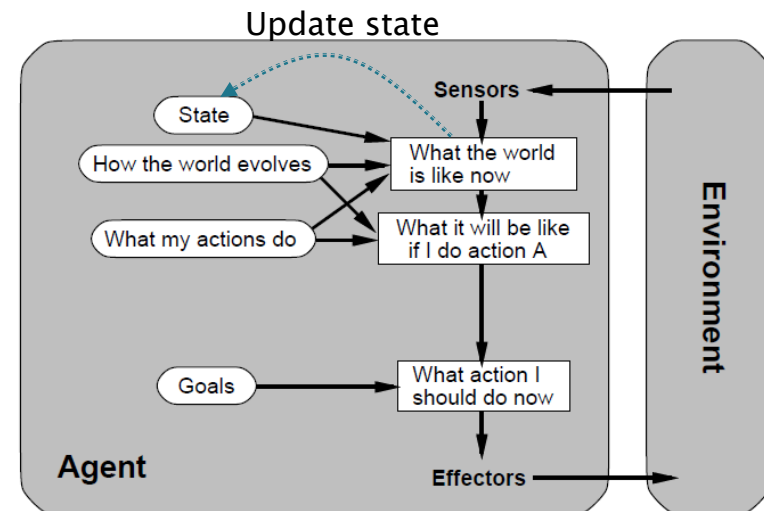 Update state
Sensors
State
How the world evolves
What the world
is like now
What my actions do
What it will be like
if I do action A
Goals
What action I
should do now
Agent
Effectors
Environment